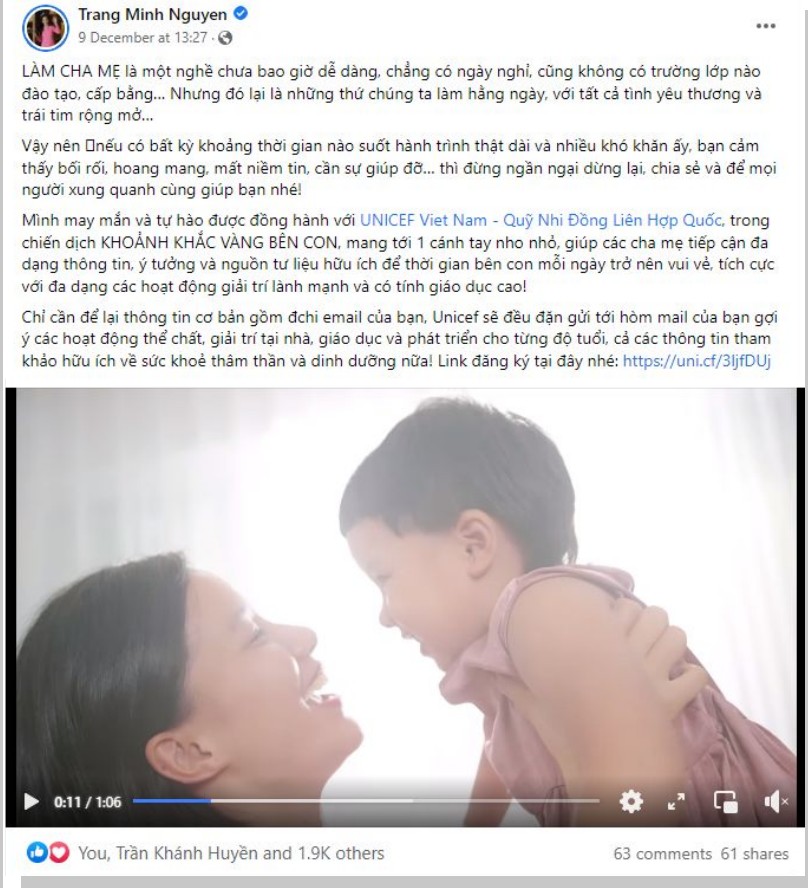 Trang Minh Nguyen
9 December at 13:27 ·
LÀM CHA MẸ là một nghề chưa bao giờ dễ dàng, chẳng có ngày nghỉ, cũng không có trường lớp nào
đào tạo, cấp bằng... Nhưng đó lại là những thứ chúng ta làm hằng ngày, với tất cả tình yêu thương và
trái tim rộng mở...
Vậy nên □nếu có bất kỳ khoảng thời gian nào suốt hành trình thật dài và nhiều khó khăn ấy, bạn cảm
thấy bối rối, hoang mang, mất niềm tin, cần sự giúp đỡ... thì đừng ngần ngại dừng lại, chia sẻ và để mọi
người xung quanh cùng giúp bạn nhé!
Mình may mắn và tự hào được đồng hành với UNICEF Viet Nam - Quỹ Nhi Đồng Liên Hợp Quốc, trong
chiến dịch KHOẢNH KHẮC VÀNG BÊN CON, mang tới 1 cánh tay nho nhỏ, giúp các cha mẹ tiếp cận đa
dạng thông tin, ý tưởng và nguồn tư liệu hữu ích để thời gian bên con mỗi ngày trở nên vui vẻ, tích cực
với đa dạng các hoạt động giải trí lành mạnh và có tính giáo dục cao!
Chỉ cần để lại thông tin cơ bản gồm đchi email của bạn, Unicef sẽ đều đặn gửi tới hòm mail của bạn gợi
ý các hoạt động thể chất, giải trí tại nhà, giáo dục và phát triển cho từng độ tuổi, cả các thông tin tham
khảo hữu ích về sức khoẻ thâm thần và dinh dưỡng nữa! Link đăng ký tại đây nhé: https://uni.cf/3ljfDUj
0:11 / 1:06
You, Trần Khánh Huyền and 1.9K others
63 comments 61 shares